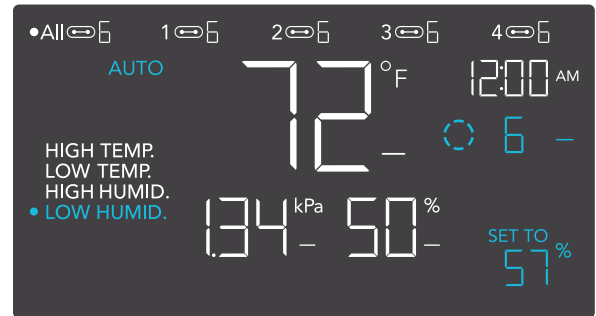 •All 6 1 6 2 6 3 6 4 6
AUTO
72 °F _
12:00 AM
6 –
HIGH TEMP.
LOW TEMP.
HIGH HUMID.
• LOW HUMID.
1.34 kPa –
50 % –
SET TO
57 %